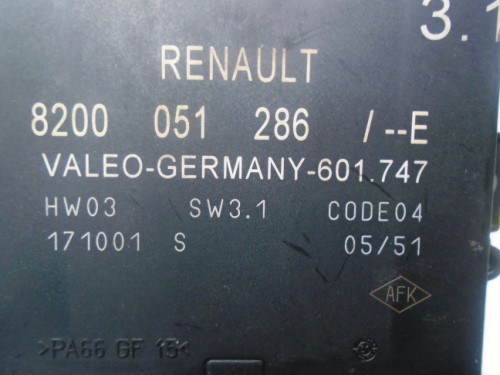 3.1
RENAULT
8200 051 286 /--E
VALEO-GERMANY-601.747
HW03 SW3.1 CODE04
171001 S 05/51
AFK
>PA66 GF 15<